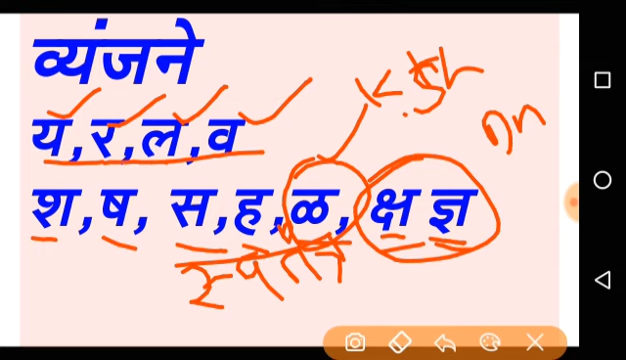 व्यंजने
य,र,ल,व
श,ष, स,ह,ळ, क्ष ज्ञ